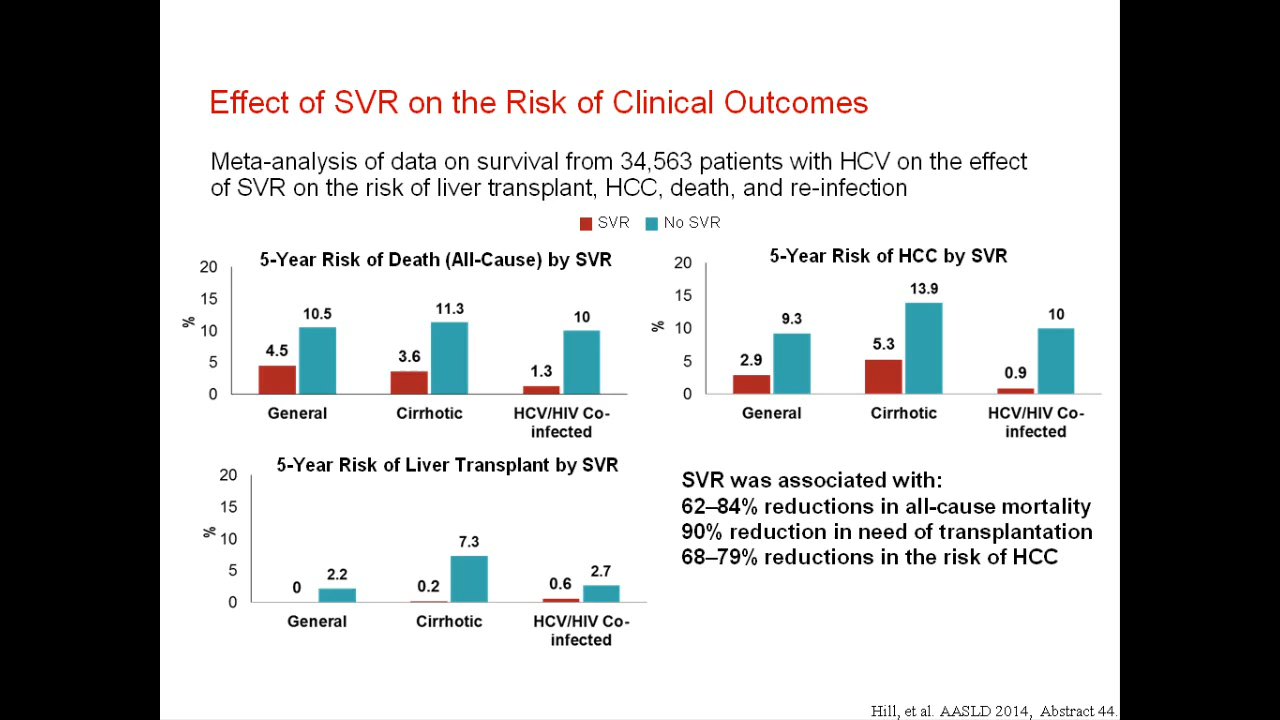 Effect of SVR on the Risk of Clinical Outcomes
Meta-analysis of data on survival from 34,563 patients with HCV on the effect
of SVR on the risk of liver transplant, HCC, death, and re-infection
SVR No SVR
5-Year Risk of Death (All-Cause) by SVR
20
15
10
5
0
%
4.5 10.5 3.6 11.3 1.3 10
General Cirrhotic HCV/HIV Co-
infected
5-Year Risk of HCC by SVR
20
15
10
5
0
%
2.9 9.3 5.3 13.9 0.9 10
General Cirrhotic HCV/HIV Co-
infected
5-Year Risk of Liver Transplant by SVR
20
15
10
5
0
%
0 2.2 0.2 7.3 0.6 2.7
General Cirrhotic HCV/HIV Co-
infected
SVR was associated with:
62–84% reductions in all-cause mortality
90% reduction in need of transplantation
68–79% reductions in the risk of HCC
Hill, et al. AASLD 2014, Abstract 44.